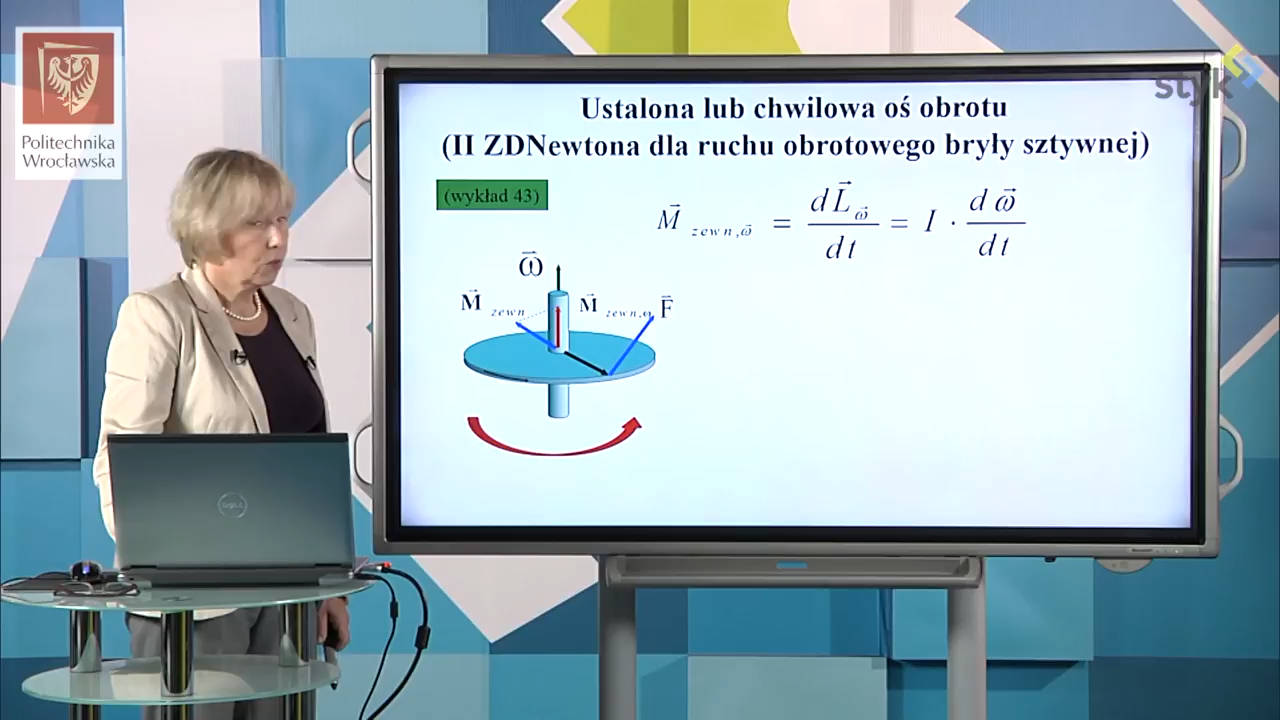 Politechnika
Wrocławska
styk
Ustalona lub chwilowa oś obrotu
(II ZDNewtona dla ruchu obrotowego bryły sztywnej)
(wykład 43)
M⃗ zewn,ω⃗ = dL⃗ω⃗/dt = I · dω⃗/dt
ω⃗
M⃗ zewn M⃗ zewn,ω F⃗
DELL